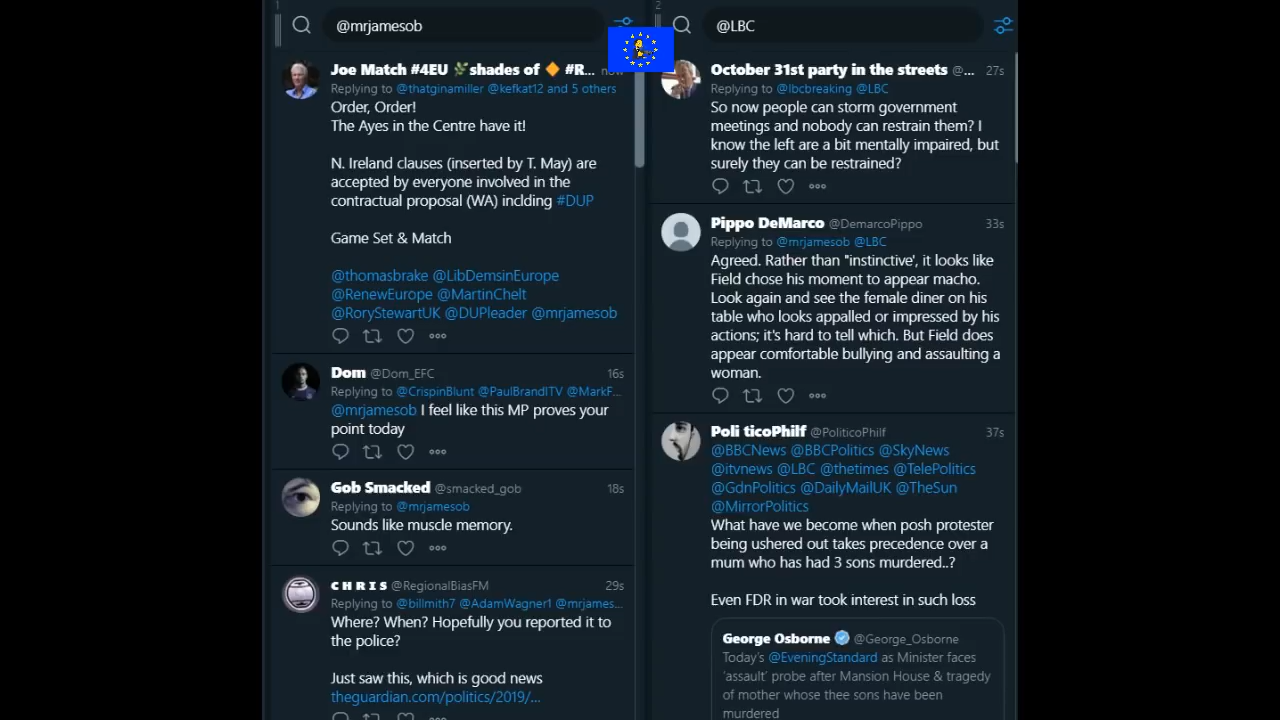 1
@mrjamesob
Joe Match #4EU 🌿shades of 🔶 #R... now
Replying to @thatginamiller @kefkat12 and 5 others
Order, Order!
The Ayes in the Centre have it!
N. Ireland clauses (inserted by T. May) are
accepted by everyone involved in the
contractual proposal (WA) inclding #DUP
Game Set & Match
@thomasbrake @LibDemsinEurope
@RenewEurope @MartinChelt
@RoryStewartUK @DUPleader @mrjamesob
Dom @Dom_EFC 16s
Replying to @CrispinBlunt @PaulBrandITV @MarkF...
@mrjamesob I feel like this MP proves your
point today
Gob Smacked @smacked_gob 18s
Replying to @mrjamesob
Sounds like muscle memory.
C H R I S @RegionalBiasFM 29s
Replying to @billmith7 @AdamWagner1 @mrjames...
Where? When? Hopefully you reported it to
the police?
Just saw this, which is good news
theguardian.com/politics/2019/...
2
@LBC
October 31st party in the streets @... 27s
Replying to @lbcbreaking @LBC
So now people can storm government
meetings and nobody can restrain them? I
know the left are a bit mentally impaired, but
surely they can be restrained?
Pippo DeMarco @DemarcoPippo 33s
Replying to @mrjamesob @LBC
Agreed. Rather than "instinctive', it looks like
Field chose his moment to appear macho.
Look again and see the female diner on his
table who looks appalled or impressed by his
actions; it's hard to tell which. But Field does
appear comfortable bullying and assaulting a
woman.
Poli ticoPhilf @PoliticoPhilf 37s
@BBCNews @BBCPolitics @SkyNews
@itvnews @LBC @thetimes @TelePolitics
@GdnPolitics @DailyMailUK @TheSun
@MirrorPolitics
What have we become when posh protester
being ushered out takes precedence over a
mum who has had 3 sons murdered..?
Even FDR in war took interest in such loss
George Osborne @George_Osborne
Today's @EveningStandard as Minister faces
'assault' probe after Mansion House & tragedy
of mother whose thee sons have been
murdered